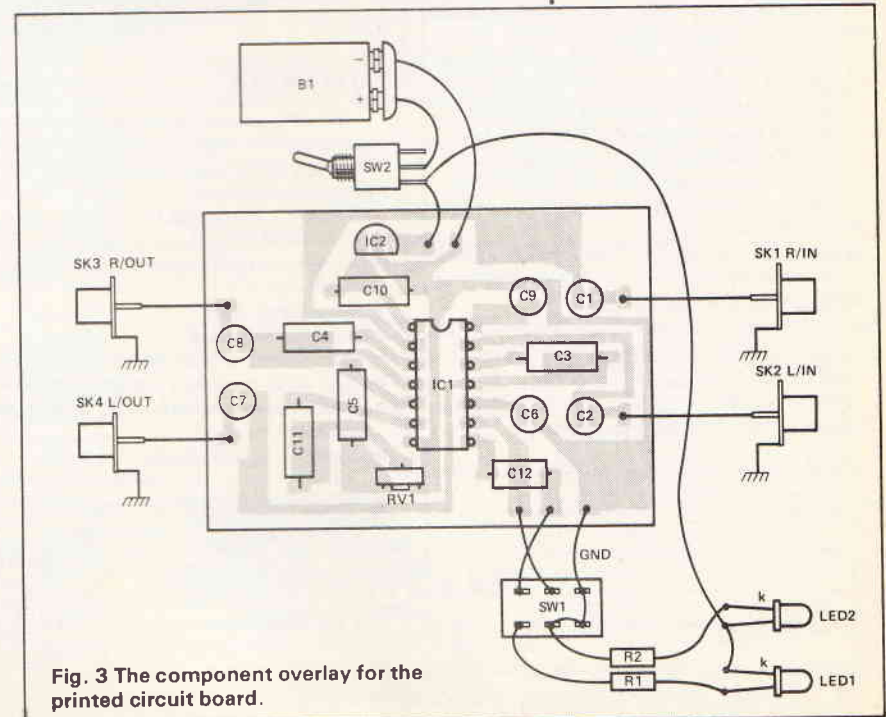 −
B1
+
SW2
IC2
SK3 R/OUT
SK1 R/IN
C10
C9
C1
C8
C4
C3
IC1
SK4 L/OUT
SK2 L/IN
C7
C5
C6
C2
C11
C12
RV1
GND
SW1
k
LED2
R2
k
R1
LED1
Fig. 3 The component overlay for the
printed circuit board.